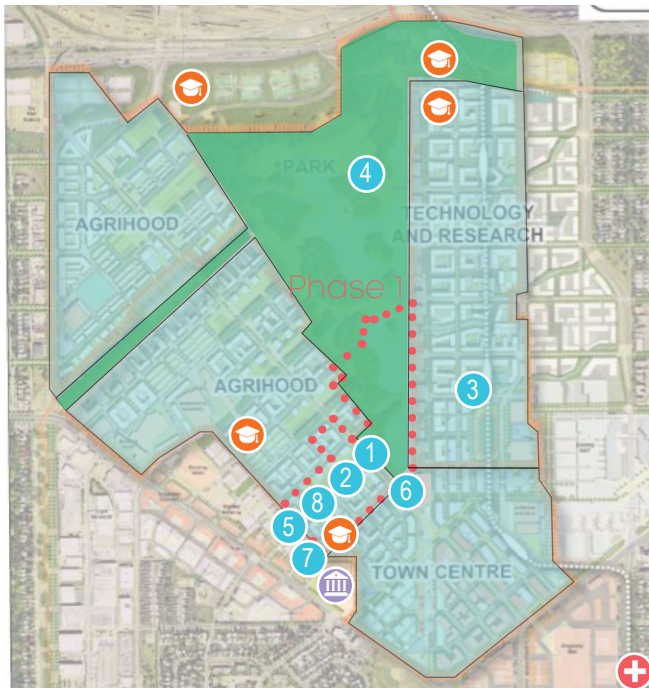 PARK
4
AGRIHOOD
TECHNOLOGY
AND RESEARCH
Phase 1
AGRIHOOD
3
1
2
6
8
5
7
TOWN CENTRE